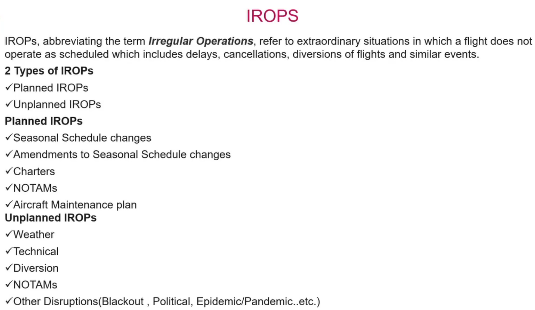 IROPS
IROPs, abbreviating the term Irregular Operations, refer to extraordinary situations in which a flight does not
operate as scheduled which includes delays, cancellations, diversions of flights and similar events.
2 Types of IROPs
✓Planned IROPs
✓Unplanned IROPs
Planned IROPs
✓Seasonal Schedule changes
✓Amendments to Seasonal Schedule changes
✓Charters
✓NOTAMs
✓Aircraft Maintenance plan
Unplanned IROPs
✓Weather
✓Technical
✓Diversion
✓NOTAMs
✓Other Disruptions(Blackout , Political, Epidemic/Pandemic..etc.)